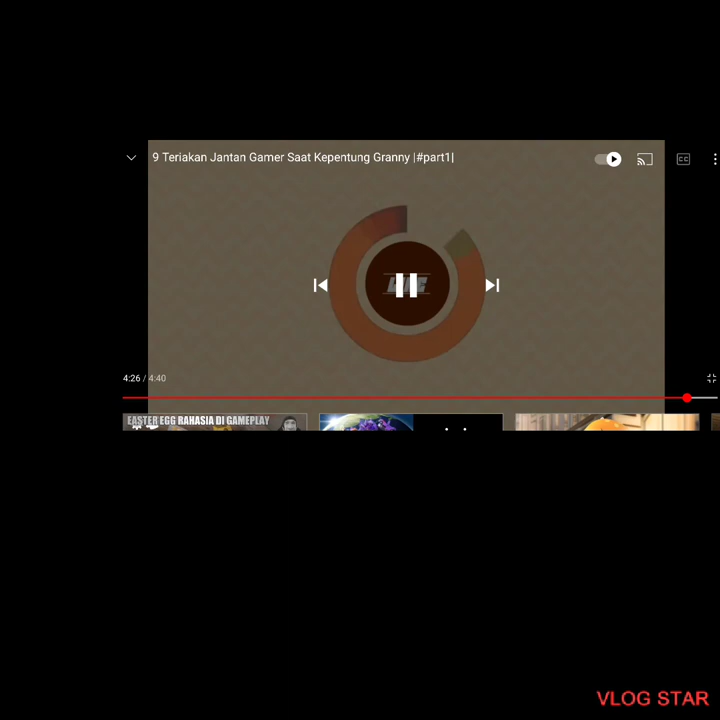 9 Teriakan Jantan Gamer Saat Kepentung Granny |#part1|
CC
4:26 / 4:40
EASTER EGG RAHASIA DI GAMEPLAY
VLOG STAR